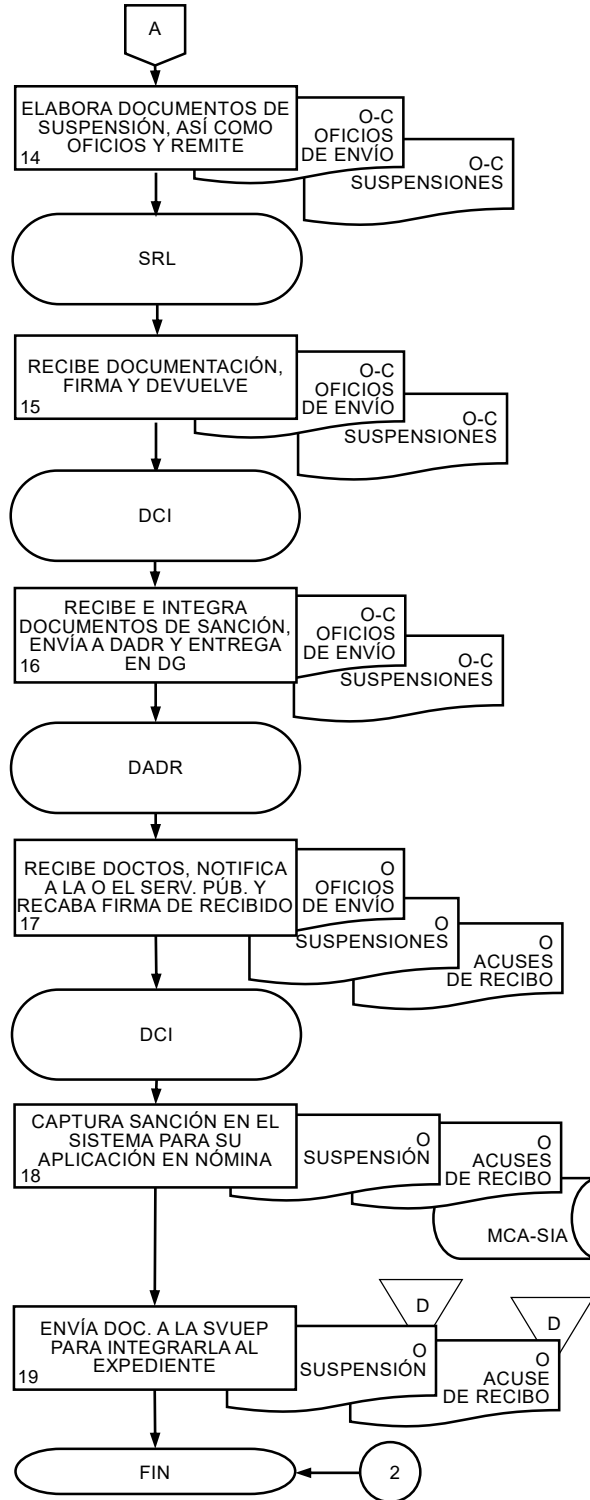 A
ELABORA DOCUMENTOS DE
SUSPENSIÓN, ASÍ COMO
OFICIOS Y REMITE
14
O-C
OFICIOS
DE ENVÍO
O-C
SUSPENSIONES
SRL
RECIBE DOCUMENTACIÓN,
FIRMA Y DEVUELVE
15
O-C
OFICIOS
DE ENVÍO
O-C
SUSPENSIONES
DCI
RECIBE E INTEGRA
DOCUMENTOS DE SANCIÓN,
ENVÍA A DADR Y ENTREGA
EN DG
16
O-C
OFICIOS
DE ENVÍO
O-C
SUSPENSIONES
DADR
RECIBE DOCTOS, NOTIFICA
A LA O EL SERV. PÚB. Y
RECABA FIRMA DE RECIBIDO
17
O
OFICIOS
DE ENVÍO
O
SUSPENSIONES
O
ACUSES
DE RECIBO
DCI
CAPTURA SANCIÓN EN EL
SISTEMA PARA SU
APLICACIÓN EN NÓMINA
18
O
SUSPENSIÓN
O
ACUSES
DE RECIBO
MCA-SIA
ENVÍA DOC. A LA SVUEP
PARA INTEGRARLA AL
EXPEDIENTE
19
D
O
SUSPENSIÓN
D
O
ACUSE
DE RECIBO
FIN
2